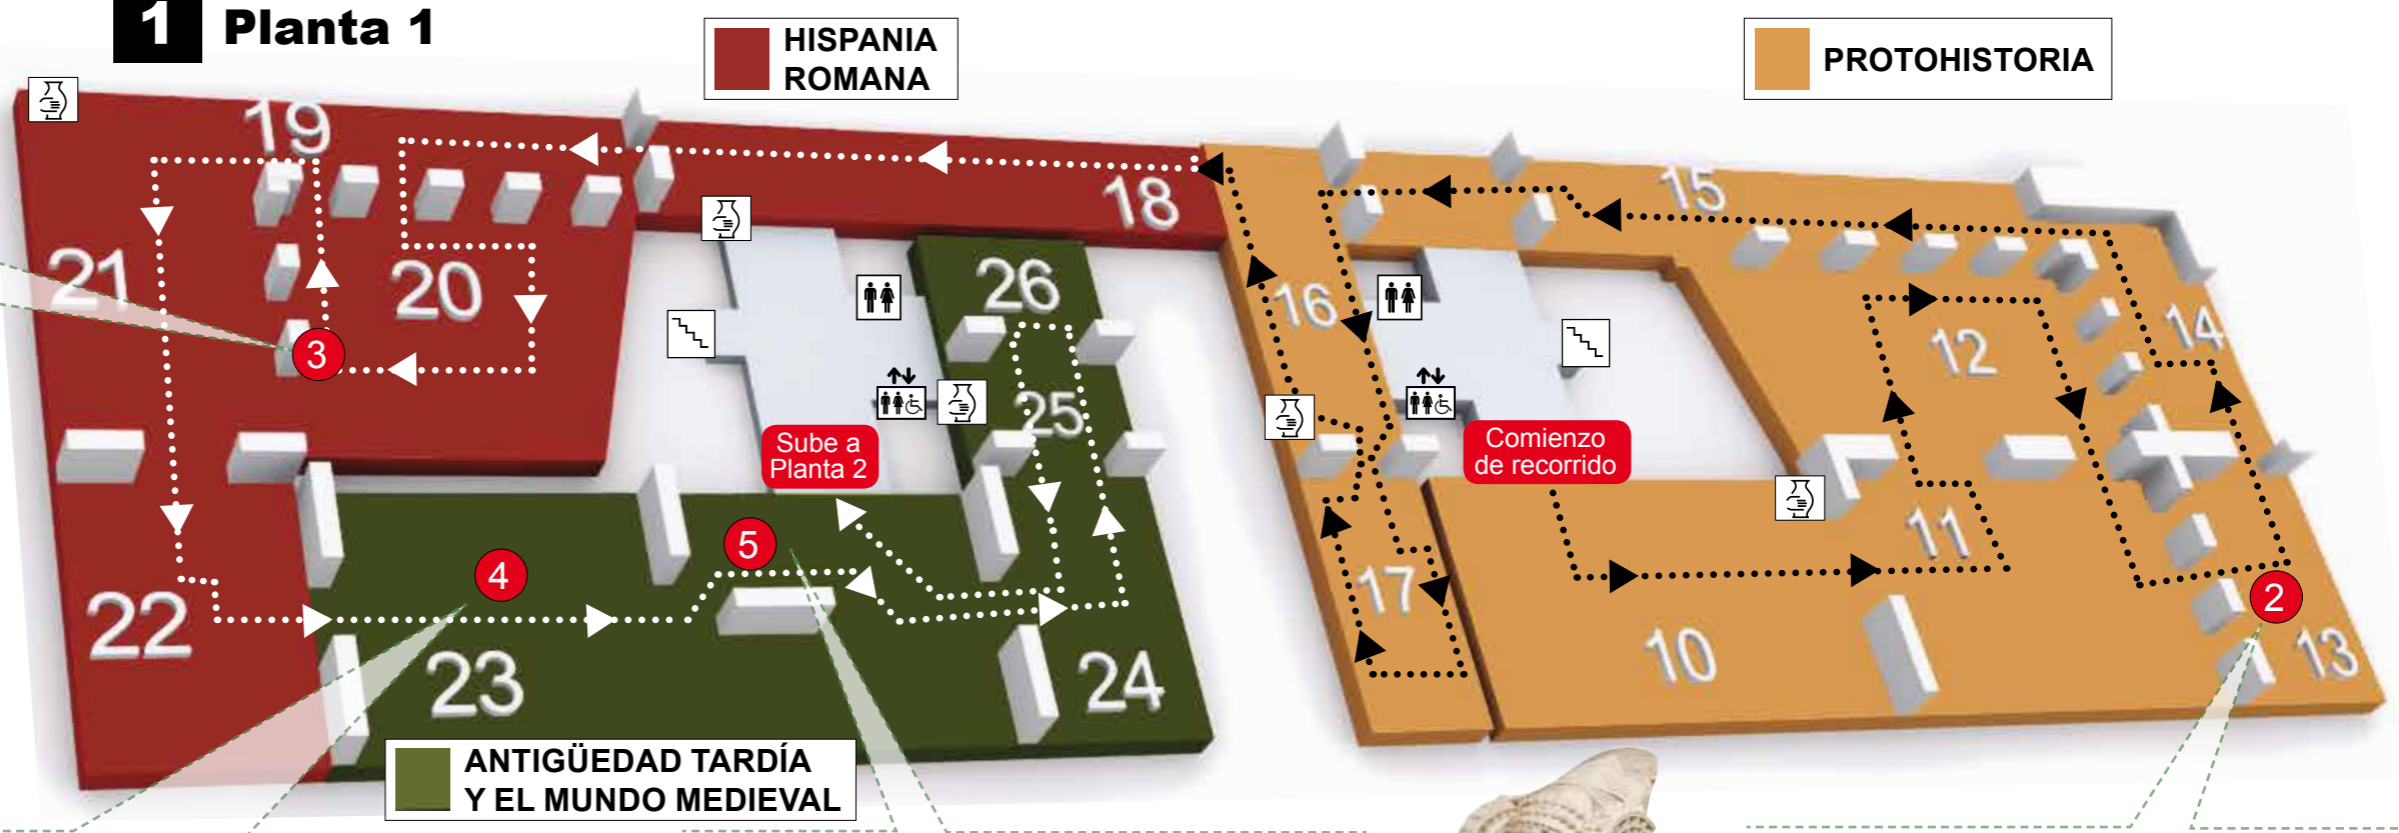 1 Planta 1
HISPANIA
ROMANA
PROTOHISTORIA
19
18
15
21
20
26
16
14
12
3
25
Sube a
Planta 2
Comienzo
de recorrido
5
4
11
17
2
22
23
24
10
13
ANTIGÜEDAD TARDÍA
Y EL MUNDO MEDIEVAL